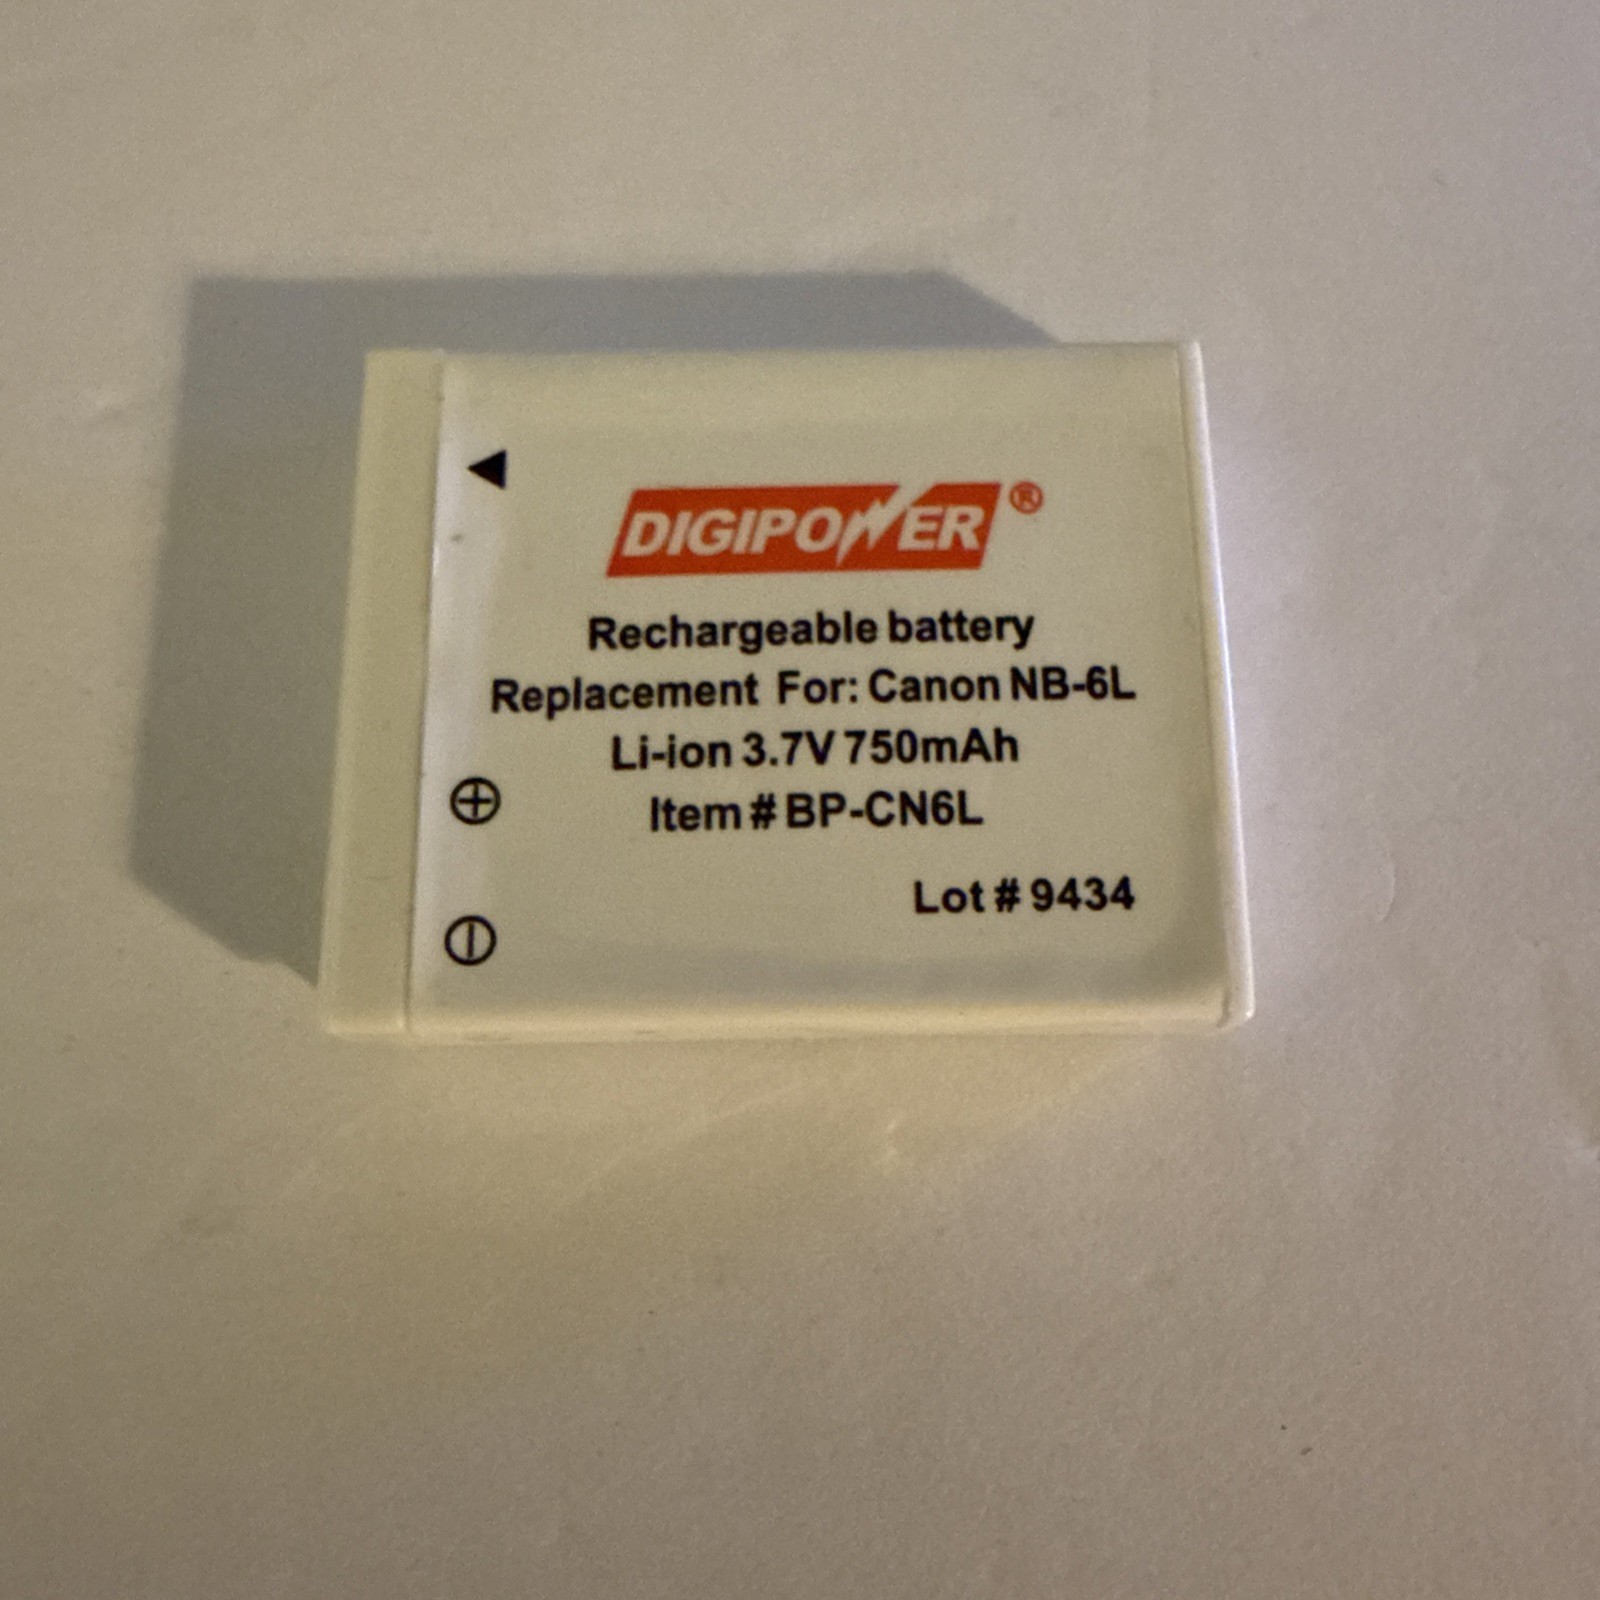 DIGIPOWER®
Rechargeable battery
Replacement For: Canon NB-6L
Li-ion 3.7V 750mAh
Item # BP-CN6L
Lot # 9434